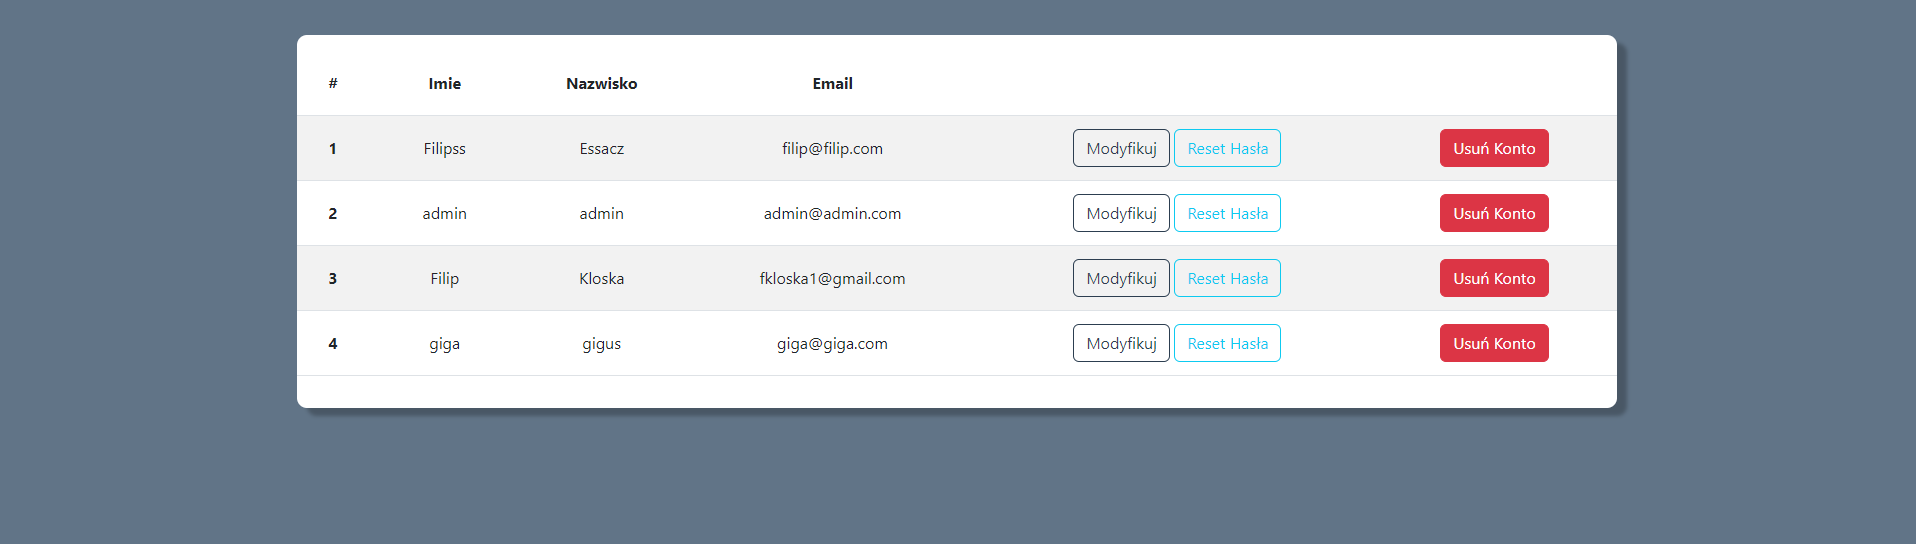 # Imie Nazwisko Email
1 Filipss Essacz filip@filip.com Modyfikuj Reset Hasła Usuń Konto
2 admin admin admin@admin.com Modyfikuj Reset Hasła Usuń Konto
3 Filip Kloska fkloska1@gmail.com Modyfikuj Reset Hasła Usuń Konto
4 giga gigus giga@giga.com Modyfikuj Reset Hasła Usuń Konto